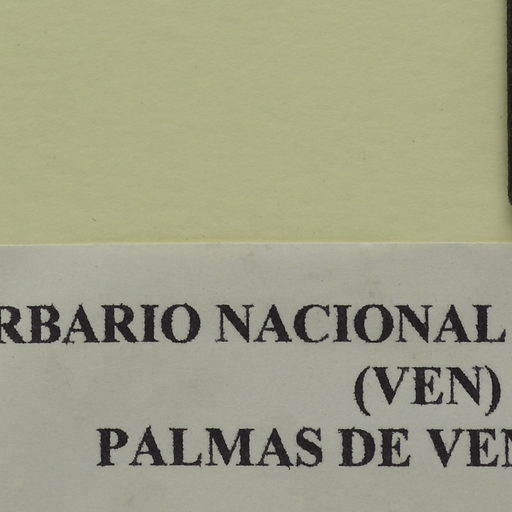 RBARIO NACIONAL
(VEN)
PALMAS DE VEN